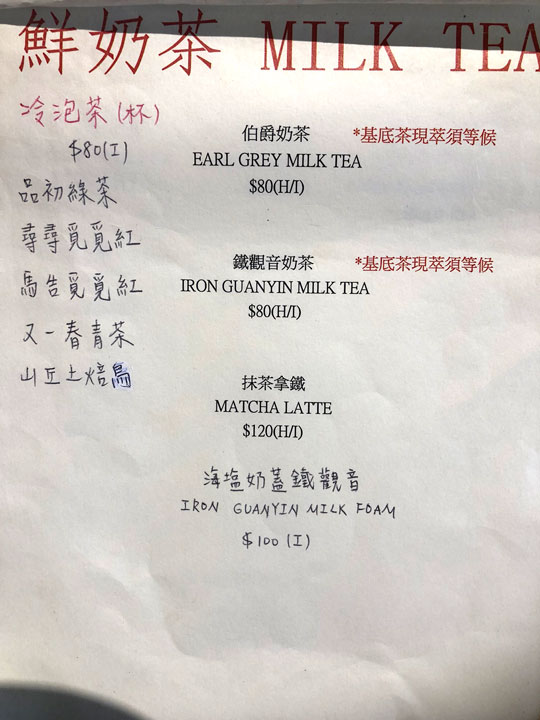 鮮奶茶 MILK TEA
冷泡茶(杯)
$80(I)
品初綠茶
尋尋覓覓紅
馬告覓覓紅
又一春青茶
山丘土焙烏
伯爵奶茶 *基底茶現萃須等候
EARL GREY MILK TEA
$80(H/I)
鐵觀音奶茶 *基底茶現萃須等候
IRON GUANYIN MILK TEA
$80(H/I)
抹茶拿鐵
MATCHA LATTE
$120(H/I)
海塩奶蓋鐵觀音
IRON GUANYIN MILK FOAM
$100(I)